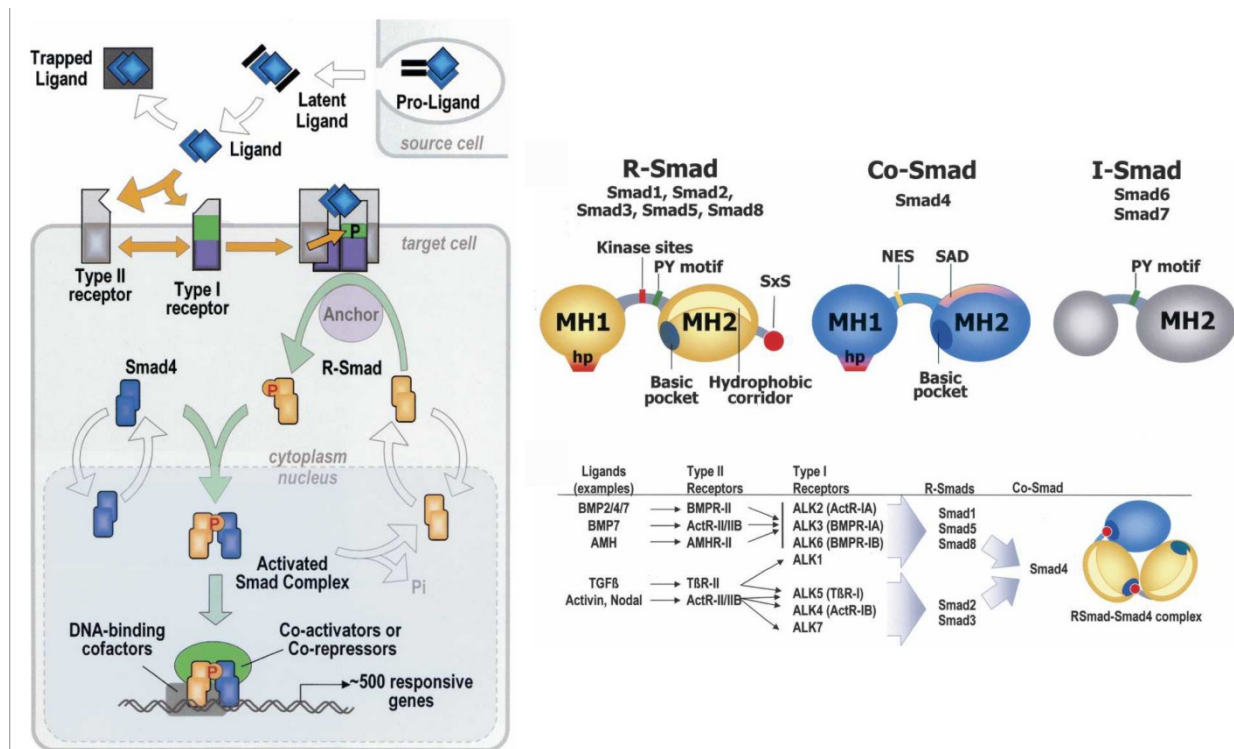 Trapped
Ligand
Latent
Ligand
Pro-Ligand
source cell
Ligand
P
target cell
Type II
receptor
Type I
receptor
Anchor
Smad4
R-Smad
P
cytoplasm
nucleus
P
Activated
Smad Complex
Pi
DNA-binding
cofactors
Co-activators or
Co-repressors
P
~500 responsive
genes
R-Smad
Smad1, Smad2,
Smad3, Smad5, Smad8
Kinase sites
PY motif
SxS
MH1
MH2
hp
Basic
pocket
Hydrophobic
corridor
Co-Smad
Smad4
NES
SAD
MH1
MH2
hp
Basic
pocket
I-Smad
Smad6
Smad7
PY motif
MH2
Ligands
(examples)
Type II
Receptors
Type I
Receptors
R-Smads
Co-Smad
BMP2/4/7
BMPR-II
ALK2 (ActR-IA)
BMP7
ActR-II/IIB
ALK3 (BMPR-IA)
AMH
AMHR-II
ALK6 (BMPR-IB)
ALK1
Smad1
Smad5
Smad8
TGFß
TßR-II
ALK5 (TßR-I)
Activin, Nodal
ActR-II/IIB
ALK4 (ActR-IB)
ALK7
Smad2
Smad3
Smad4
RSmad-Smad4 complex